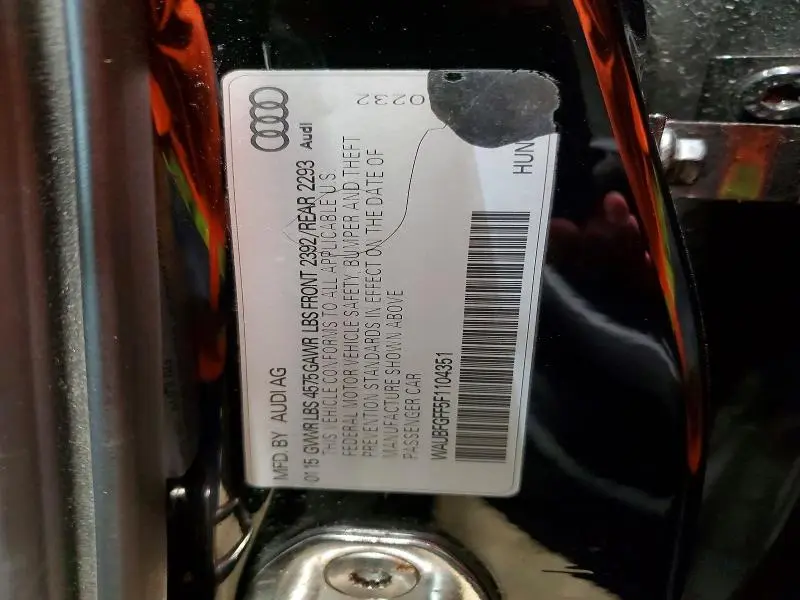 MFD. BY AUDI AG
01 15 GVWR LBS 4575 GAWR LBS FRONT 2392/REAR 2293
THIS VEHICLE CONFORMS TO ALL APPLICABLE U S
FEDERAL MOTOR VEHICLE SAFETY, BUMPER AND THEFT
PREVENTION STANDARDS IN EFFECT ON THE DATE OF
MANUFACTURE SHOWN ABOVE
PASSENGER CAR
WAUBFGFF5F1104351
HUN
Audi
0232